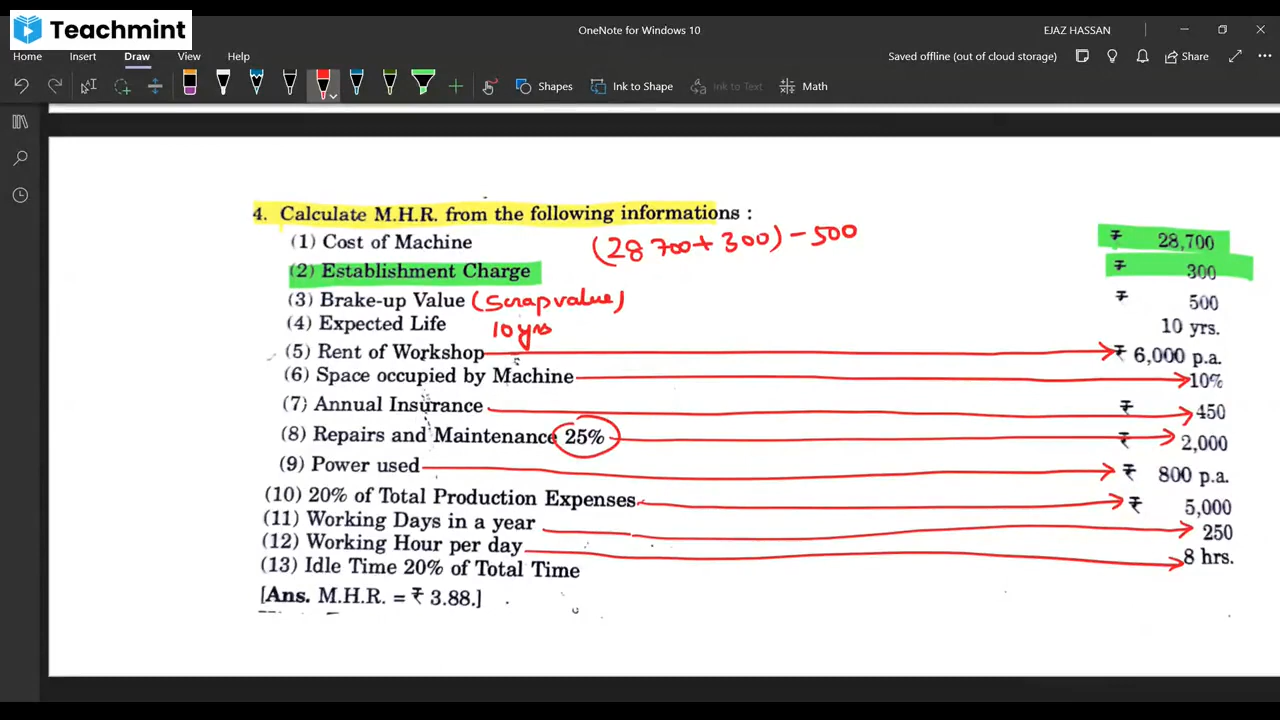 Teachmint
OneNote for Windows 10
EJAZ HASSAN
Home Insert Draw View Help
Saved offline (out of cloud storage)
Share
Shapes Ink to Shape Ink to Text Math
4. Calculate M.H.R. from the following informations :
(1) Cost of Machine ₹ 28,700
(28700+300)-500
(2) Establishment Charge ₹ 300
(3) Brake-up Value (Scrap value) ₹ 500
(4) Expected Life 10 yrs 10 yrs.
(5) Rent of Workshop ₹ 6,000 p.a.
(6) Space occupied by Machine 10%
(7) Annual Insurance ₹ 450
(8) Repairs and Maintenance 25% ₹ 2,000
(9) Power used ₹ 800 p.a.
(10) 20% of Total Production Expenses ₹ 5,000
(11) Working Days in a year 250
(12) Working Hour per day 8 hrs.
(13) Idle Time 20% of Total Time
[Ans. M.H.R. = ₹ 3.88.]